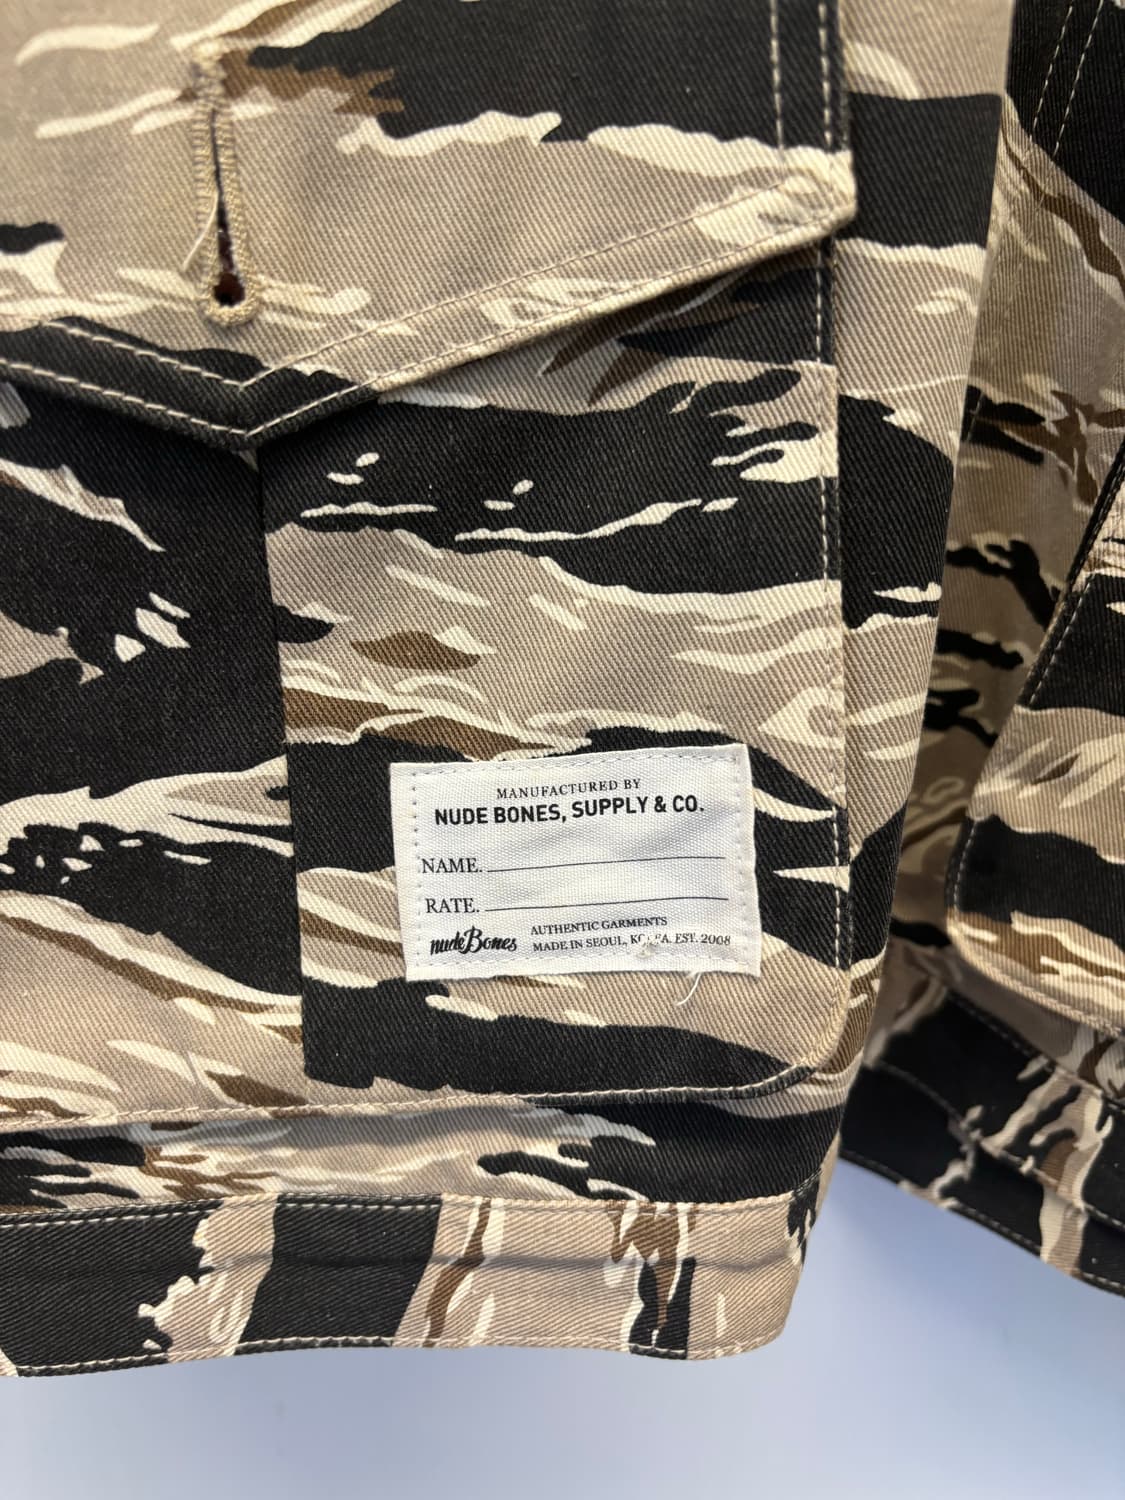 MANUFACTURED BY
NUDE BONES, SUPPLY & CO.
NAME.
RATE.
nudeBones
AUTHENTIC GARMENTS
MADE IN SEOUL, KOREA. EST. 2008